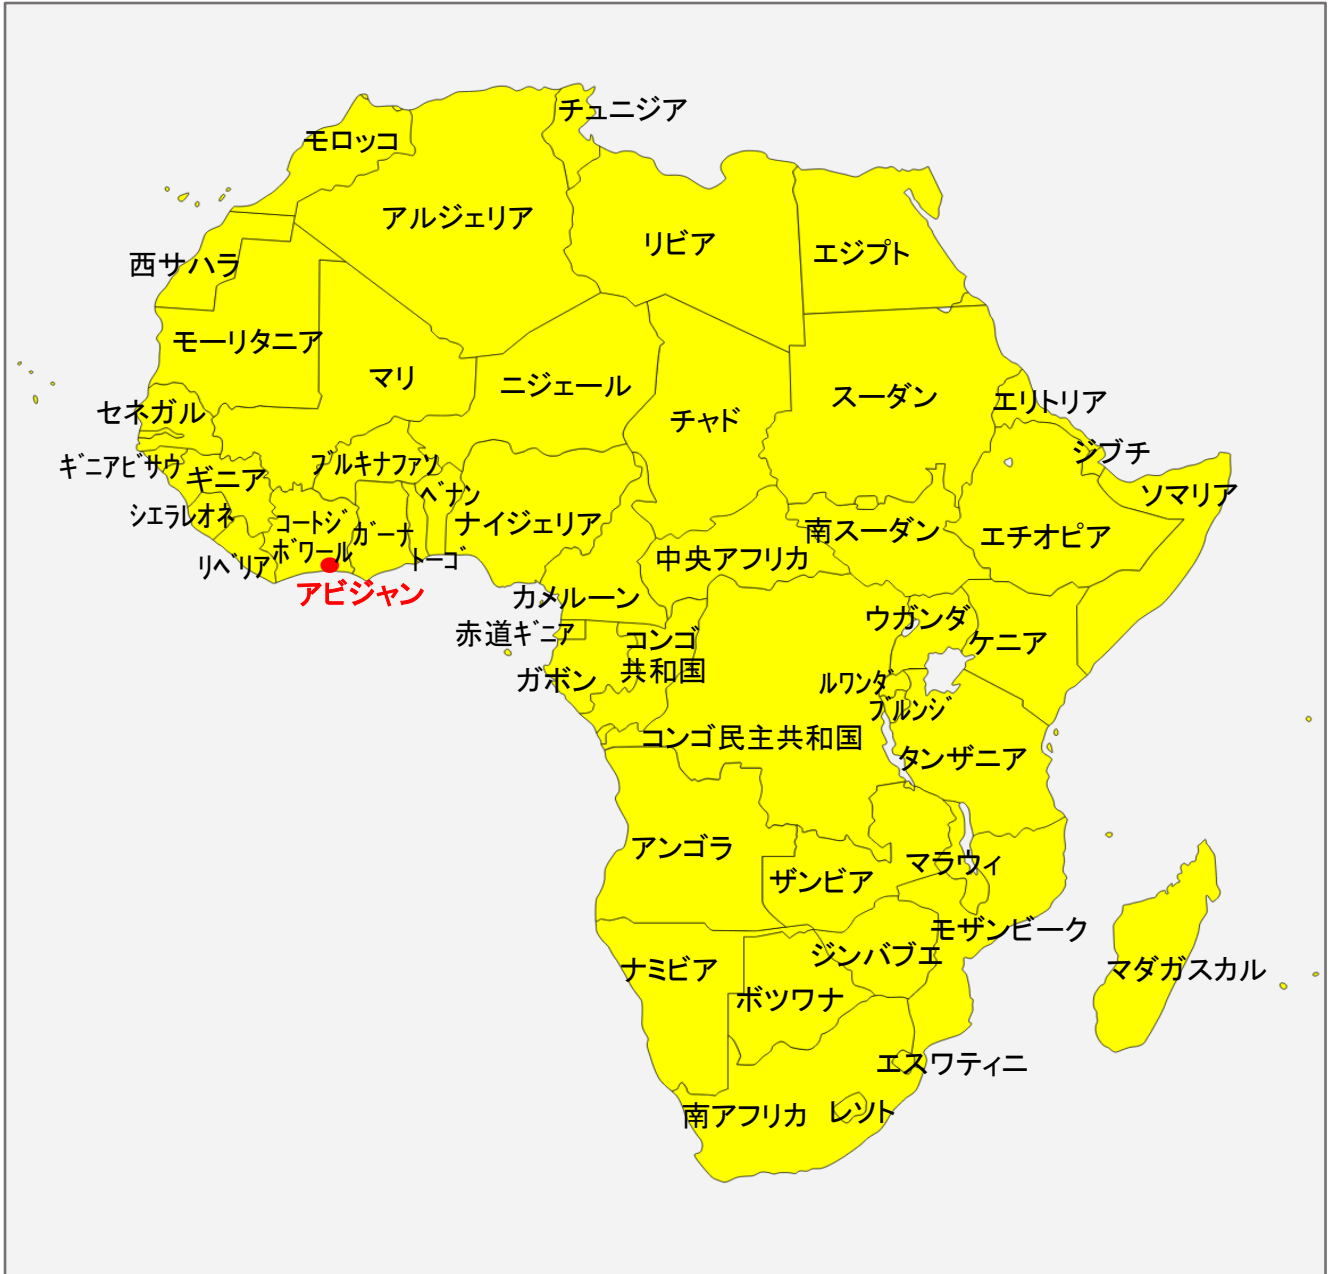 チュニジア
モロッコ
アルジェリア
リビア
エジプト
西サハラ
モーリタニア
マリ
ニジェール
チャド
スーダン
エリトリア
セネガル
ジブチ
ギニアビサウ
ギニア
ブルキナファソ
ベナン
ソマリア
シェラレオネ
コートジ
ボワール
ガーナ
ナイジェリア
南スーダン
エチオピア
リベリア
トーゴ
中央アフリカ
アビジャン
カメルーン
ウガンダ
赤道ギニア
コンゴ
共和国
ケニア
ガボン
ルワンダ
ブルンジ
コンゴ民主共和国
タンザニア
アンゴラ
ザンビア
マラウィ
モザンビーク
ナミビア
ジンバブエ
マダガスカル
ボツワナ
エスワティニ
南アフリカ
レソト